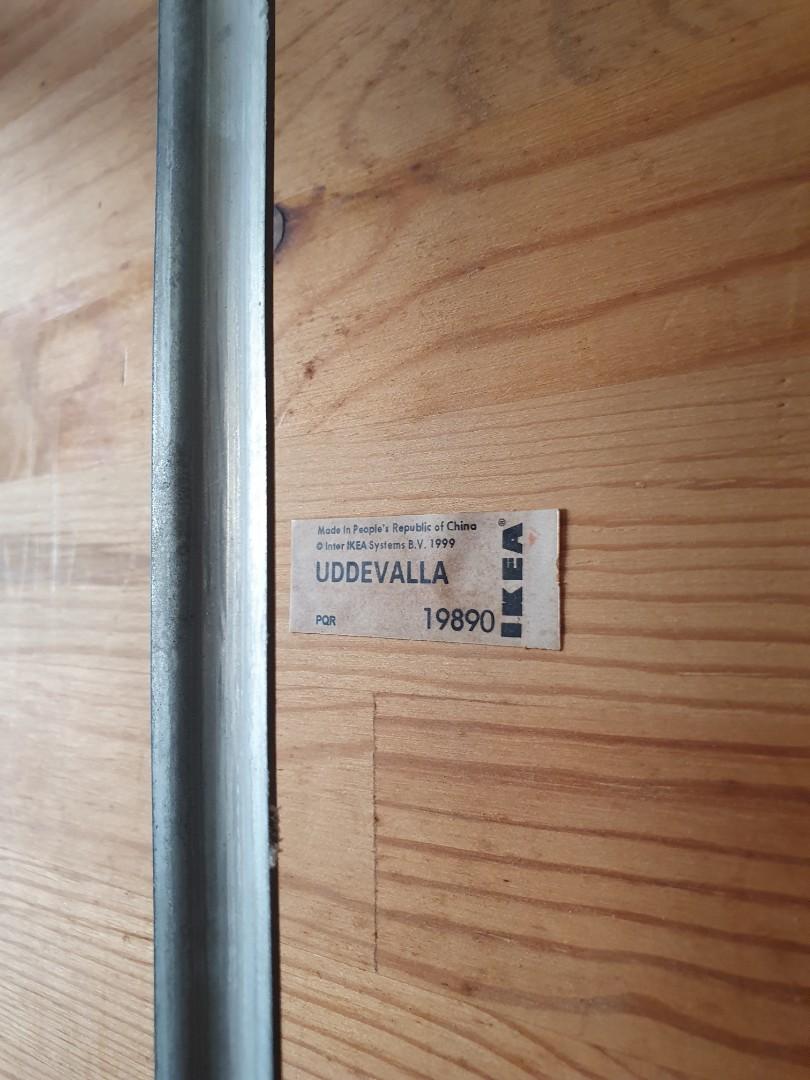 Made in People's Republic of China
© Inter IKEA Systems B.V. 1999
UDDEVALLA
PQR 19890
IKEA®